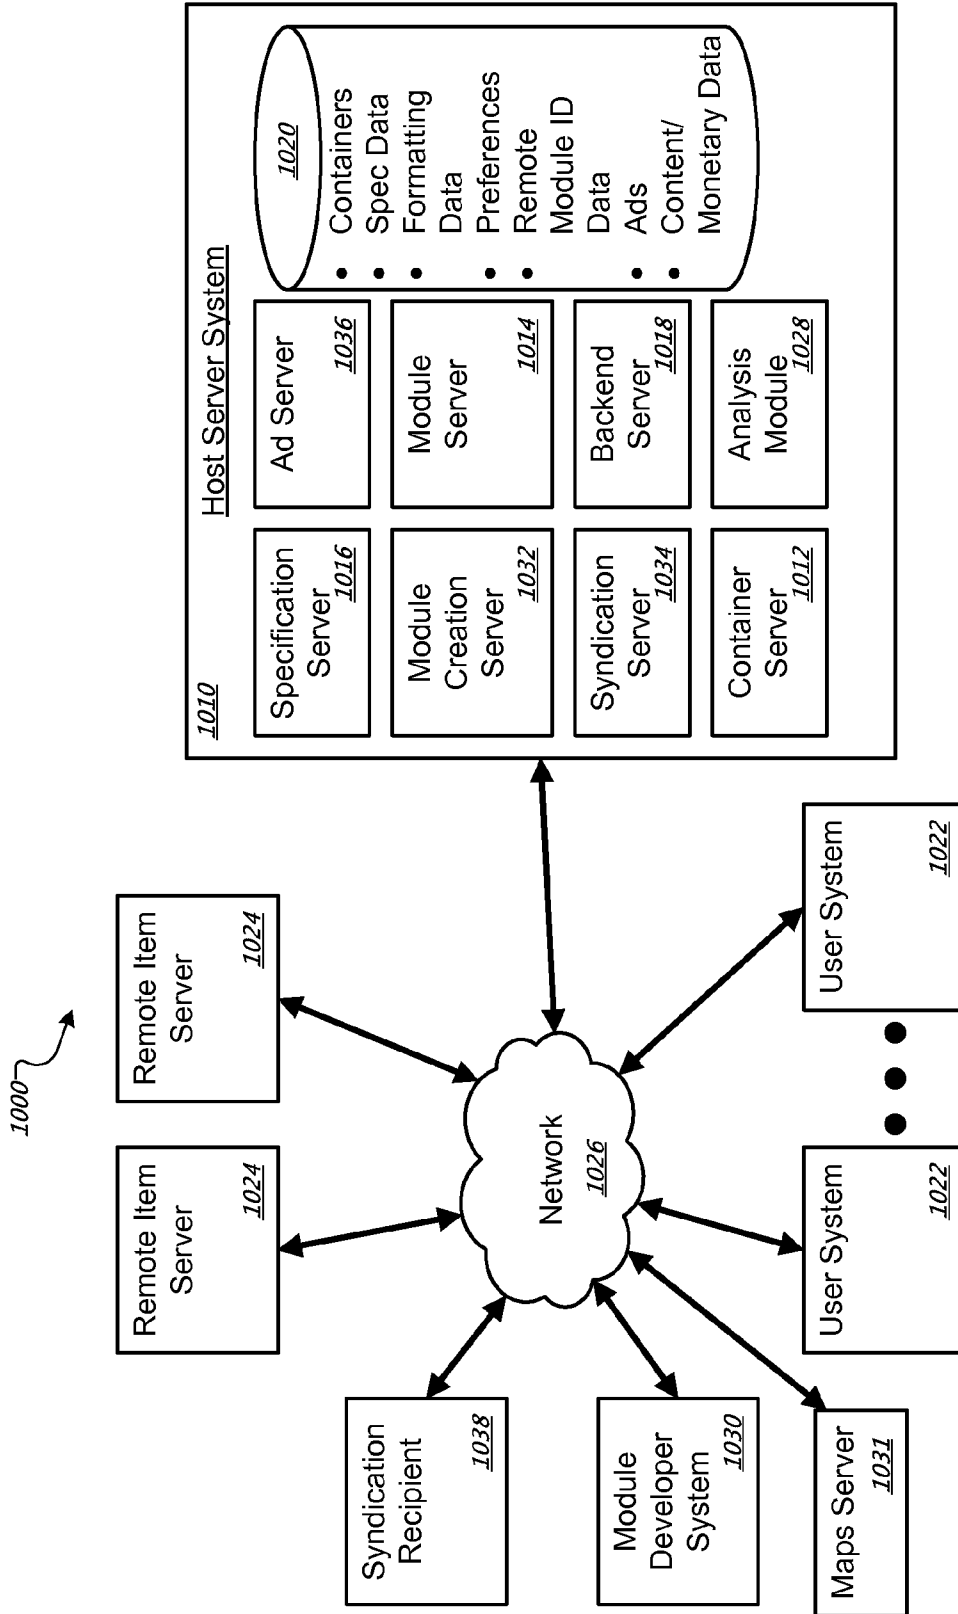 1000
Remote Item
Server
1024
Remote Item
Server
1024
Syndication
Recipient
1038
Module
Developer
System
1030
Maps Server
1031
Network
1026
User System
1022
User System
1022
Host Server System
1010
Specification
Server
1016
Ad Server
1036
Module
Creation
Server
1032
Module
Server
1014
Syndication
Server
1034
Backend
Server
1018
Container
Server
1012
Analysis
Module
1028
1020
• Containers
• Spec Data
• Formatting
Data
• Preferences
• Remote
Module ID
Data
• Ads
• Content/
Monetary Data